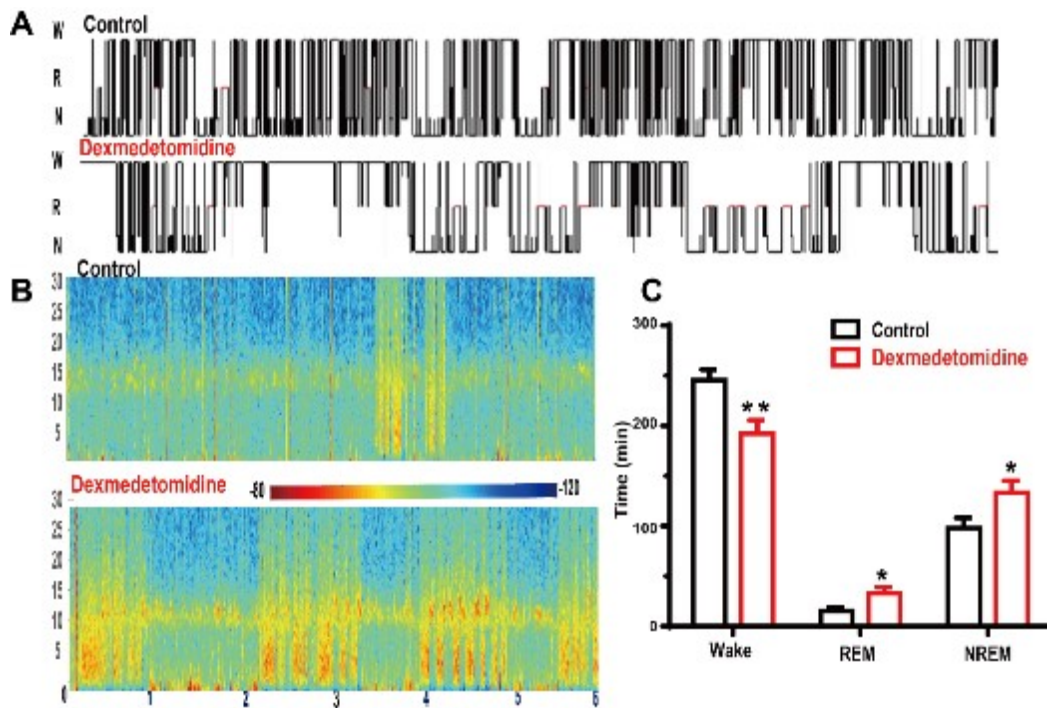 A
Control
W
R
N
Dexmedetomidine
W
R
N
B
Control
30
25
20
15
10
5
Dexmedetomidine
-80 -120
30
25
20
15
10
5
0 1 2 3 4 5 6
C
Control
Dexmedetomidine
Time (min)
300
200
100
0
**
*
*
Wake REM NREM